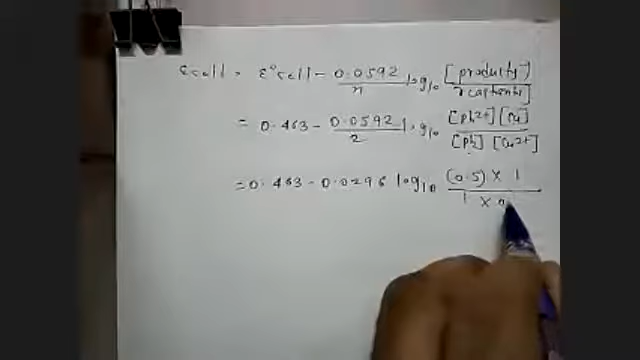 Ecell = E°cell - 0.0592/n log10 [products]/[reactants]
= 0.463 - 0.0592/2 log10 [pb2+][Cu]/[pb][Cu2+]
= 0.463 - 0.0296 log10 (0.5) x 1/1 x 0